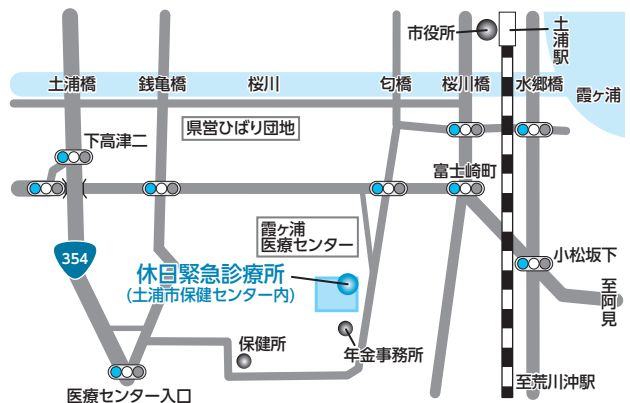 市役所
土浦駅
土浦橋
銭亀橋
桜川
匂橋
桜川橋
水郷橋
霞ヶ浦
県営ひばり団地
下高津二
富士崎町
霞ヶ浦
医療センター
小松坂下
354
休日緊急診療所
(土浦市保健センター内)
至阿見
保健所
年金事務所
至荒川沖駅
医療センター入口